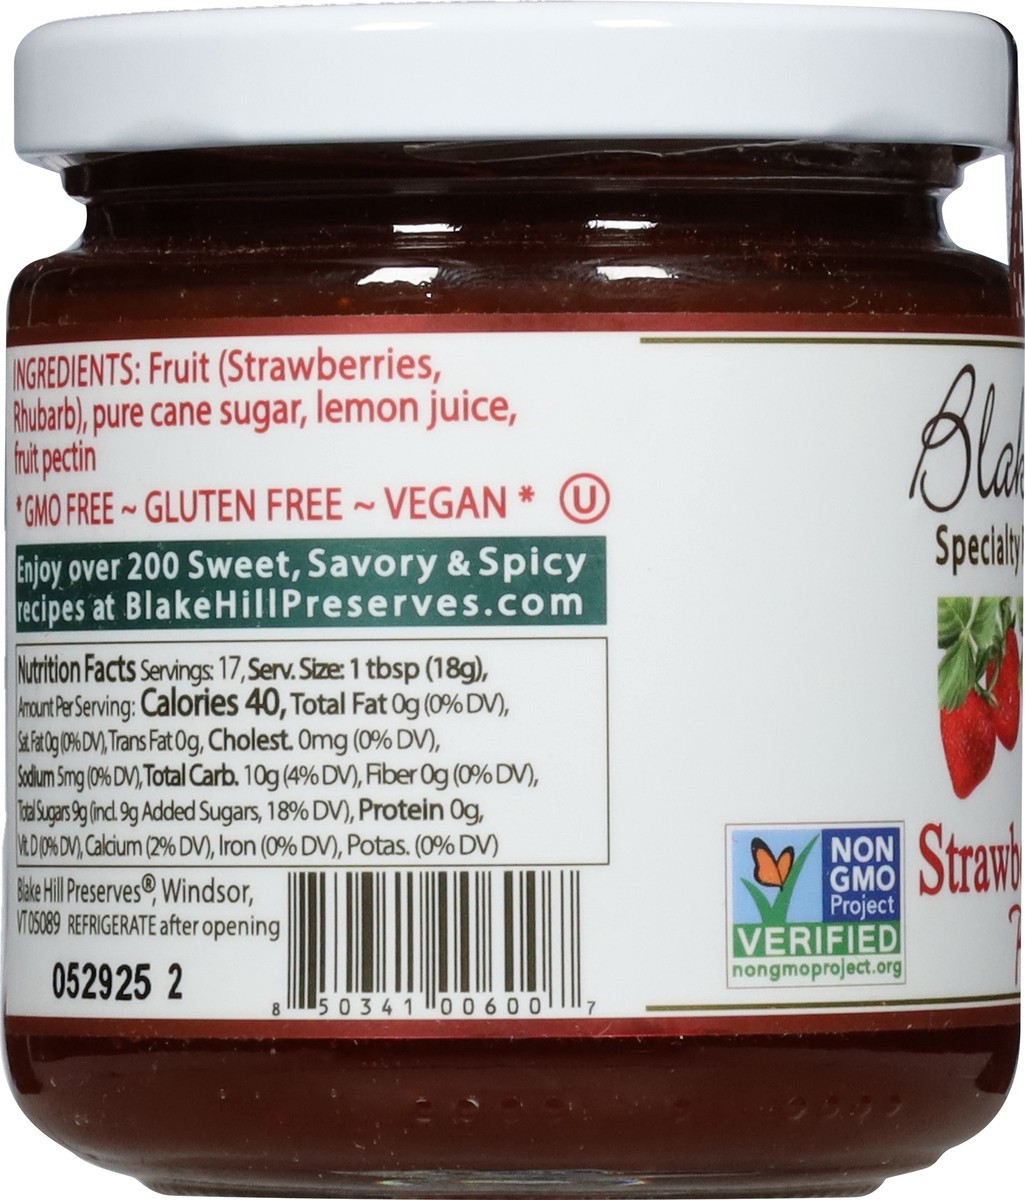 INGREDIENTS: Fruit (Strawberries,
Rhubarb), pure cane sugar, lemon juice,
fruit pectin
*GMO FREE ~ GLUTEN FREE ~ VEGAN * U
Enjoy over 200 Sweet, Savory & Spicy
recipes at BlakeHillPreserves.com
Nutrition Facts Servings: 17, Serv. Size: 1 tbsp (18g),
Amount Per Serving: Calories 40, Total Fat 0g (0% DV),
Sat. Fat 0g (0% DV), Trans Fat 0g, Cholest. 0mg (0% DV),
Sodium 5mg (0% DV), Total Carb. 10g (4% DV), Fiber 0g (0% DV),
Total Sugars 9g (incl. 9g Added Sugars, 18% DV), Protein 0g,
Vit. D (0% DV), Calcium (2% DV), Iron (0% DV), Potas. (0% DV)
Blake Hill Preserves®, Windsor,
VT 05089 REFRIGERATE after opening
052925 2
8 50341 00600 7
NON
GMO
Project
VERIFIED
nongmoproject.org
Blak
Specialty
Strawb